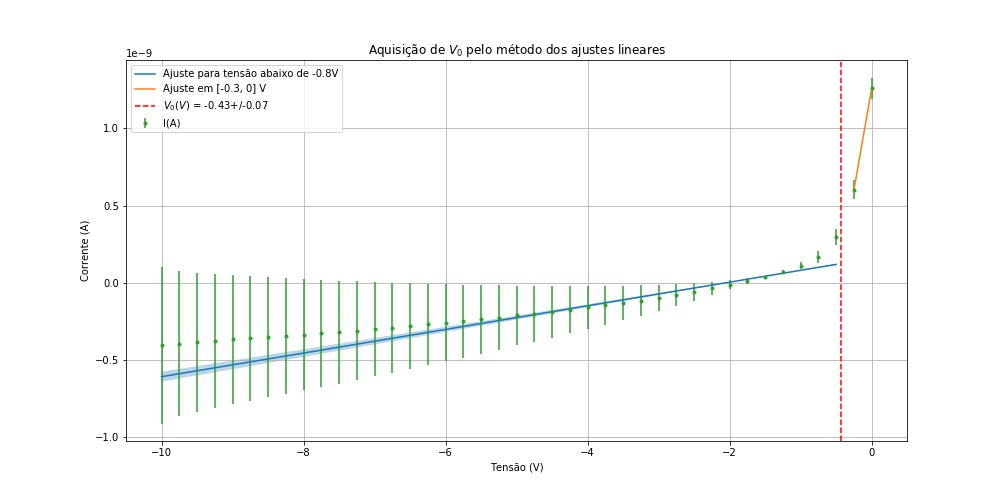 Aquisição de V₀ pelo método dos ajustes lineares
1e−9
Ajuste para tensão abaixo de -0.8V
Ajuste em [-0.3, 0] V
V₀(V) = -0.43+/-0.07
I(A)
1.0
0.5
0.0
−0.5
−1.0
Corrente (A)
−10
−8
−6
−4
−2
0
Tensão (V)